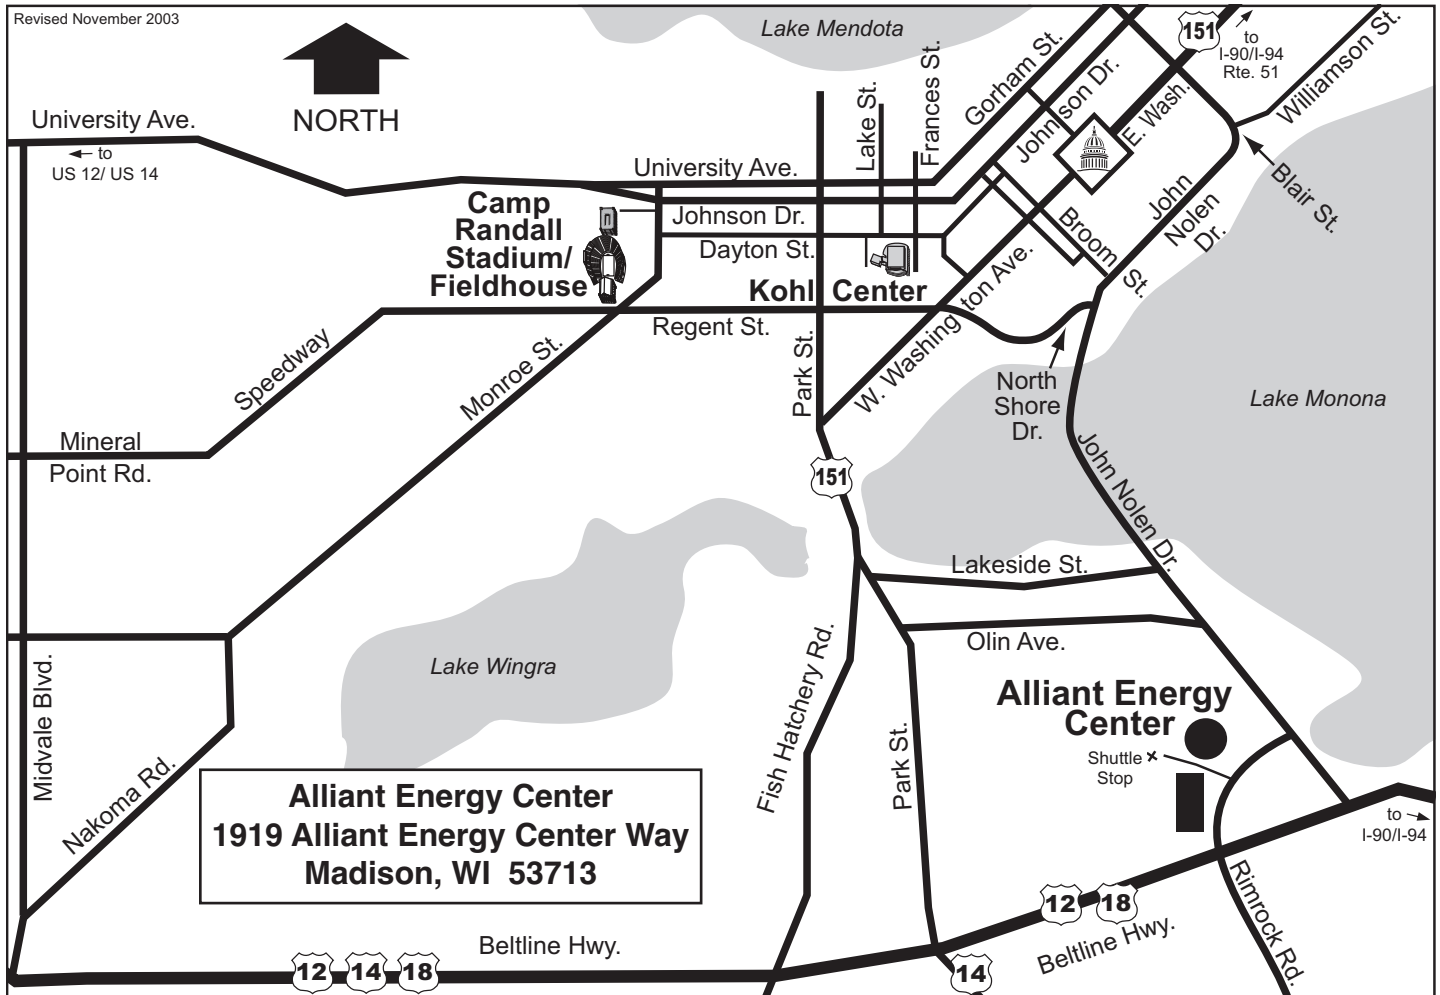 Revised November 2003
NORTH
Lake Mendota
151
to
I-90/I-94
Rte. 51
Williamson St.
Gorham St.
Johnson Dr.
E. Wash.
Lake St.
Frances St.
University Ave.
to
US 12/ US 14
University Ave.
Johnson Dr.
Dayton St.
Camp
Randall
Stadium/
Fieldhouse
Kohl Center
Regent St.
Broom St.
John
Nolen
Dr.
Blair St.
W. Washington Ave.
Park St.
Speedway
Monroe St.
North
Shore
Dr.
Lake Monona
Mineral
Point Rd.
151
John Nolen Dr.
Lakeside St.
Olin Ave.
Lake Wingra
Fish Hatchery Rd.
Park St.
Midvale Blvd.
Nakoma Rd.
Alliant Energy
Center
Shuttle
Stop
Alliant Energy Center
1919 Alliant Energy Center Way
Madison, WI 53713
to
I-90/I-94
Rimrock Rd.
12 18
Beltline Hwy.
Beltline Hwy.
12 14 18
14